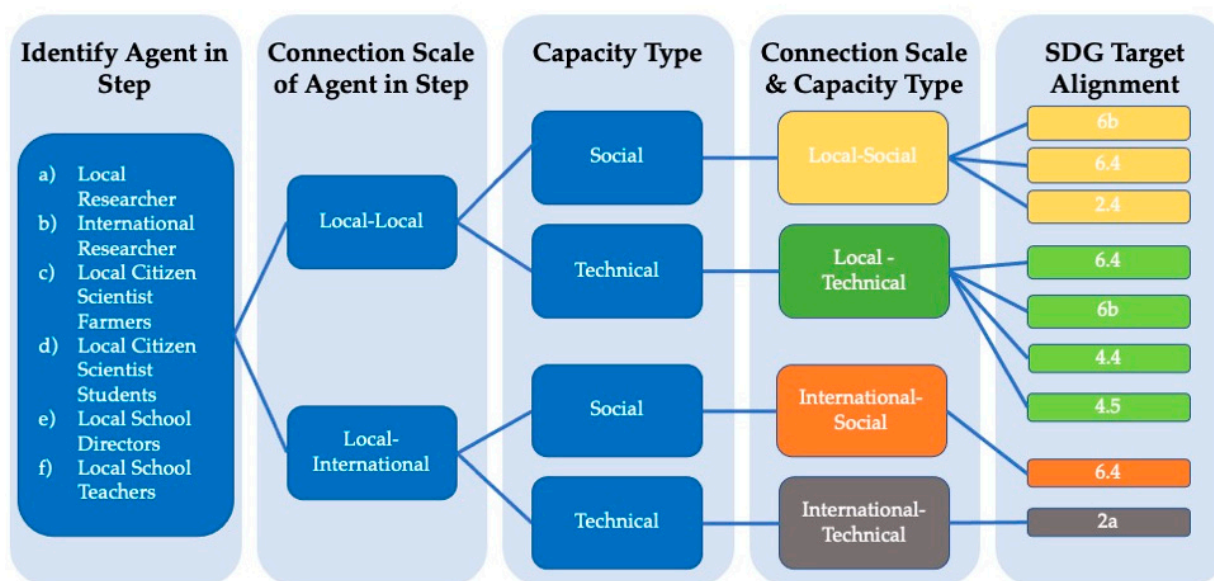 Identify Agent in
Step
a) Local
Researcher
b) International
Researcher
c) Local Citizen
Scientist
Farmers
d) Local Citizen
Scientist
Students
e) Local School
Directors
f) Local School
Teachers
Connection Scale
of Agent in Step
Local-Local
Local-
International
Capacity Type
Social
Technical
Social
Technical
Connection Scale
& Capacity Type
Local-Social
Local -
Technical
International-
Social
International-
Technical
SDG Target
Alignment
6b
6.4
2.4
6.4
6b
4.4
4.5
6.4
2a